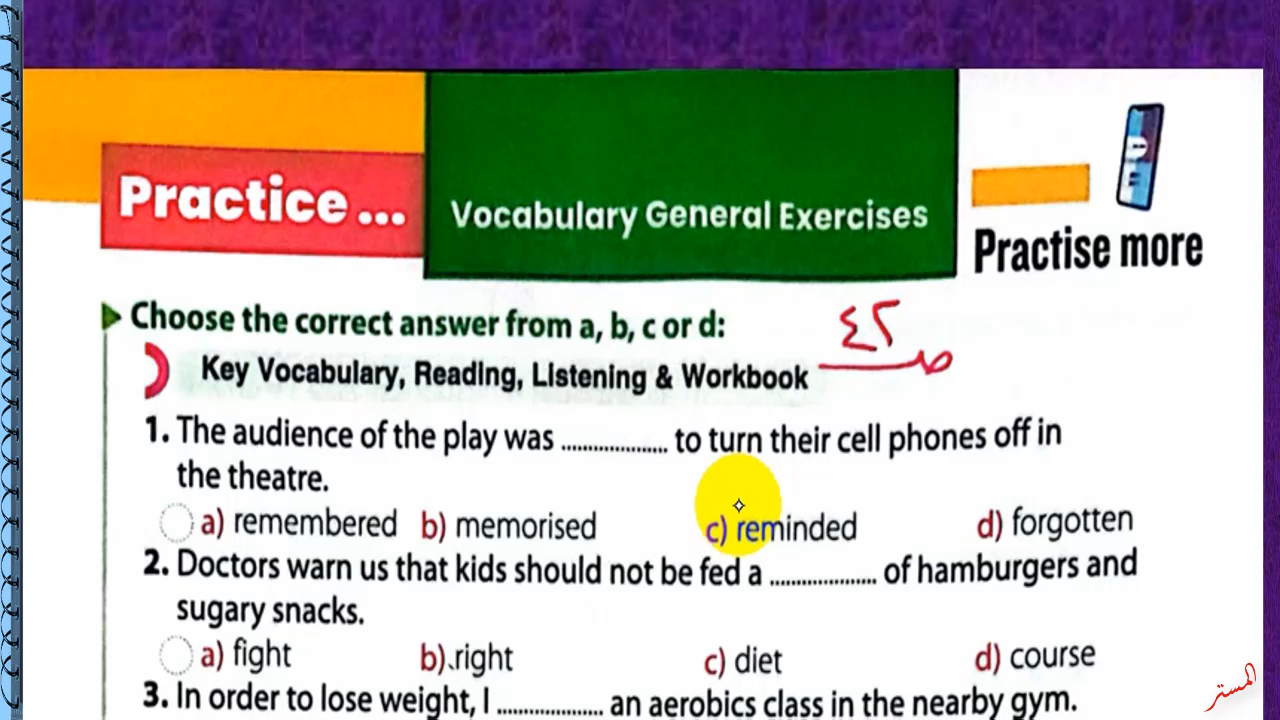 Practice ...
Vocabulary General Exercises
Practise more
Choose the correct answer from a, b, c or d:
ص ٤٢
Key Vocabulary, Reading, Listening & Workbook
1. The audience of the play was .................... to turn their cell phones off in
the theatre.
a) remembered b) memorised c) reminded d) forgotten
2. Doctors warn us that kids should not be fed a .................... of hamburgers and
sugary snacks.
a) fight b) right c) diet d) course
3. In order to lose weight, I .................... an aerobics class in the nearby gym.
المستر